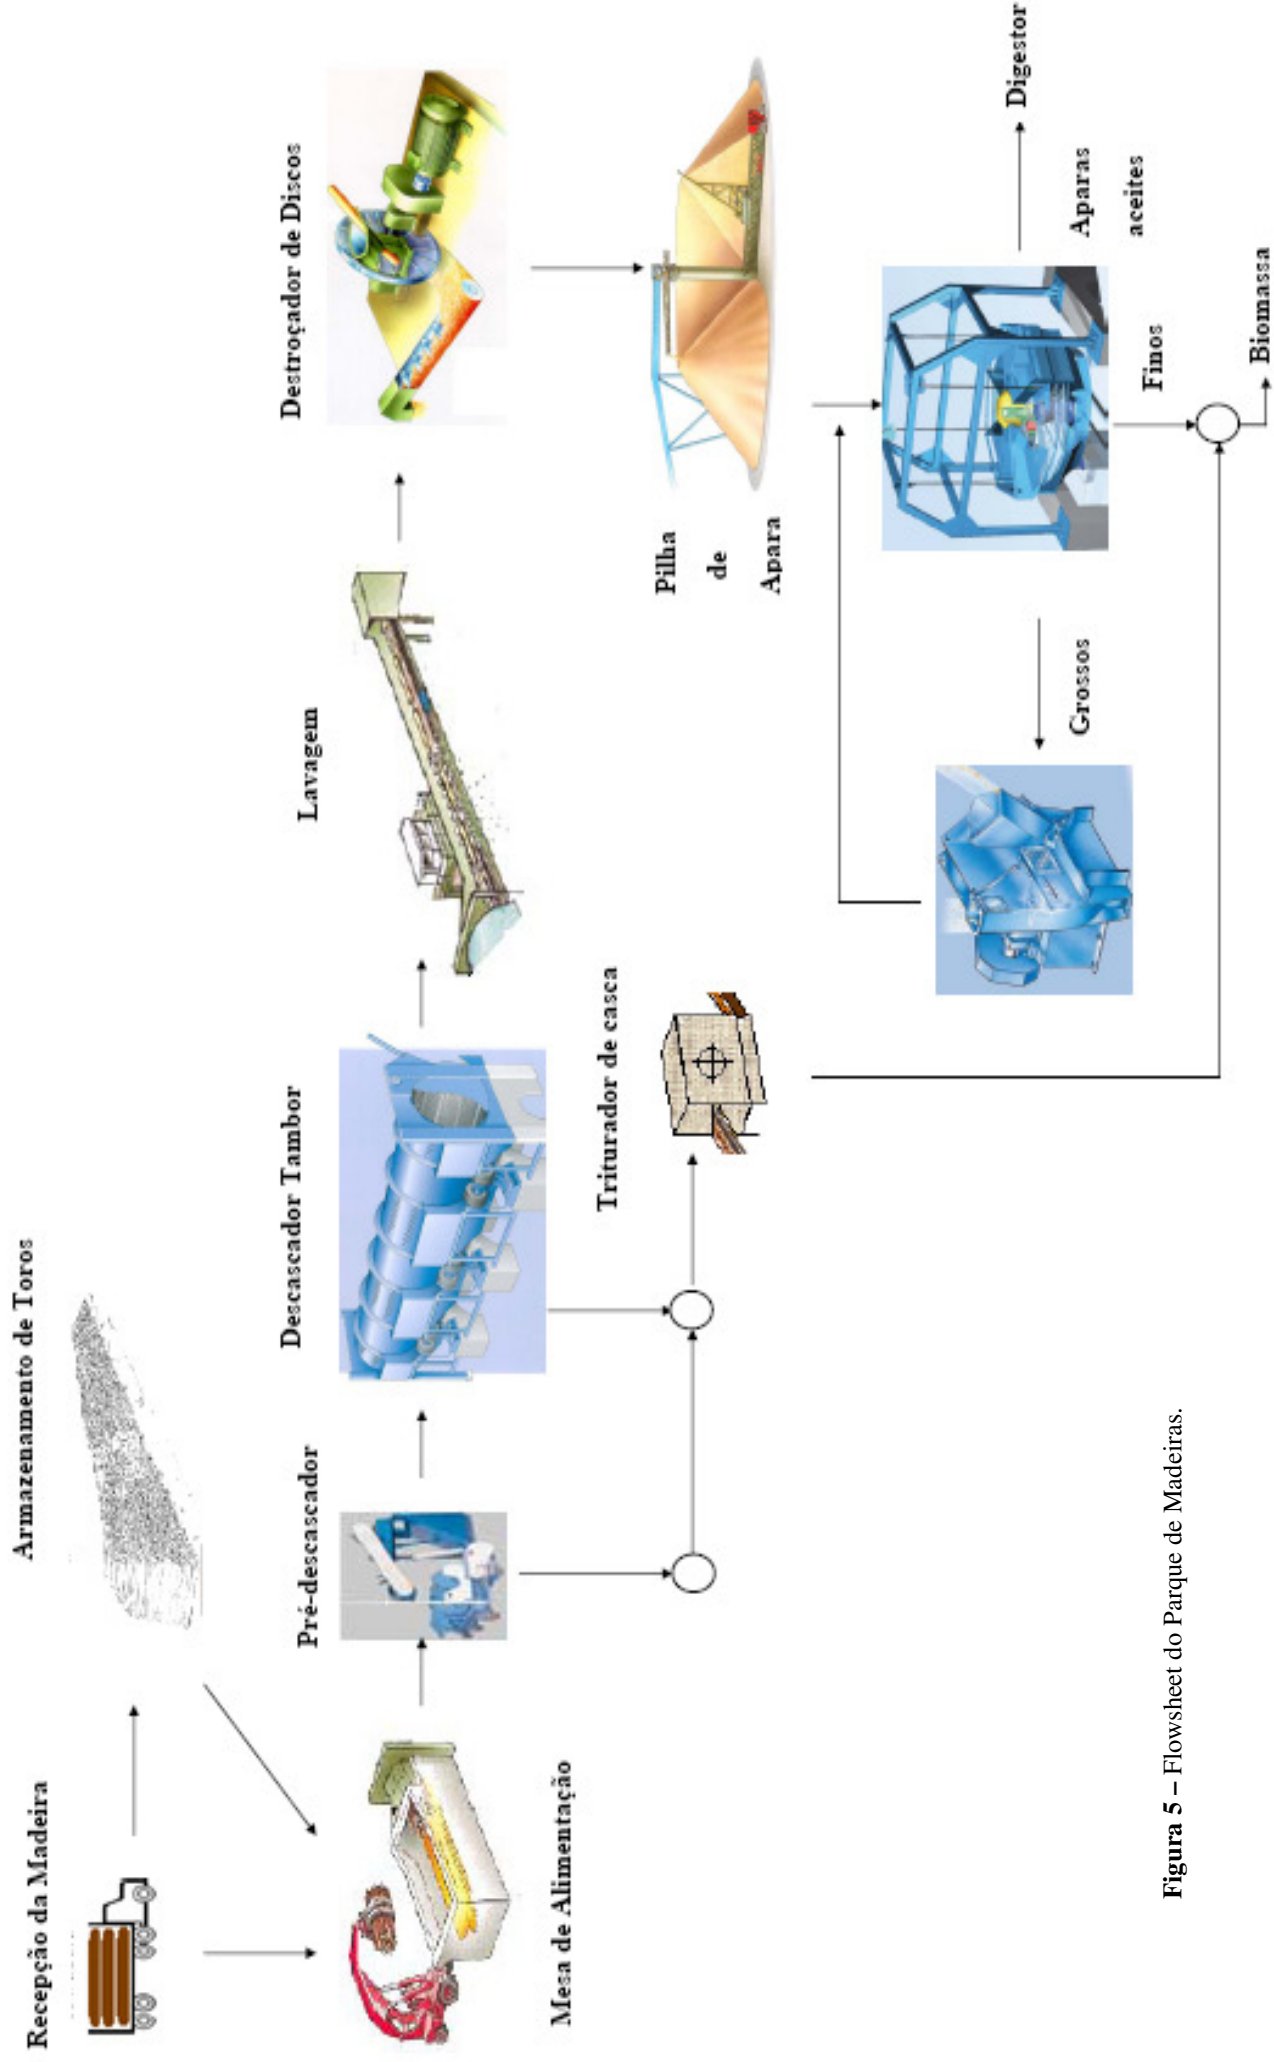 Recepção da Madeira
Armazenamento de Toros
Mesa de Alimentação
Pré-descascador
Descascador Tambor
Lavagem
Destroçador de Discos
Triturador de casca
Pilha
de
Apara
Grossos
Finos
Aparas
aceites
Digestor
Biomassa
Figura 5 – Flowsheet do Parque de Madeiras.